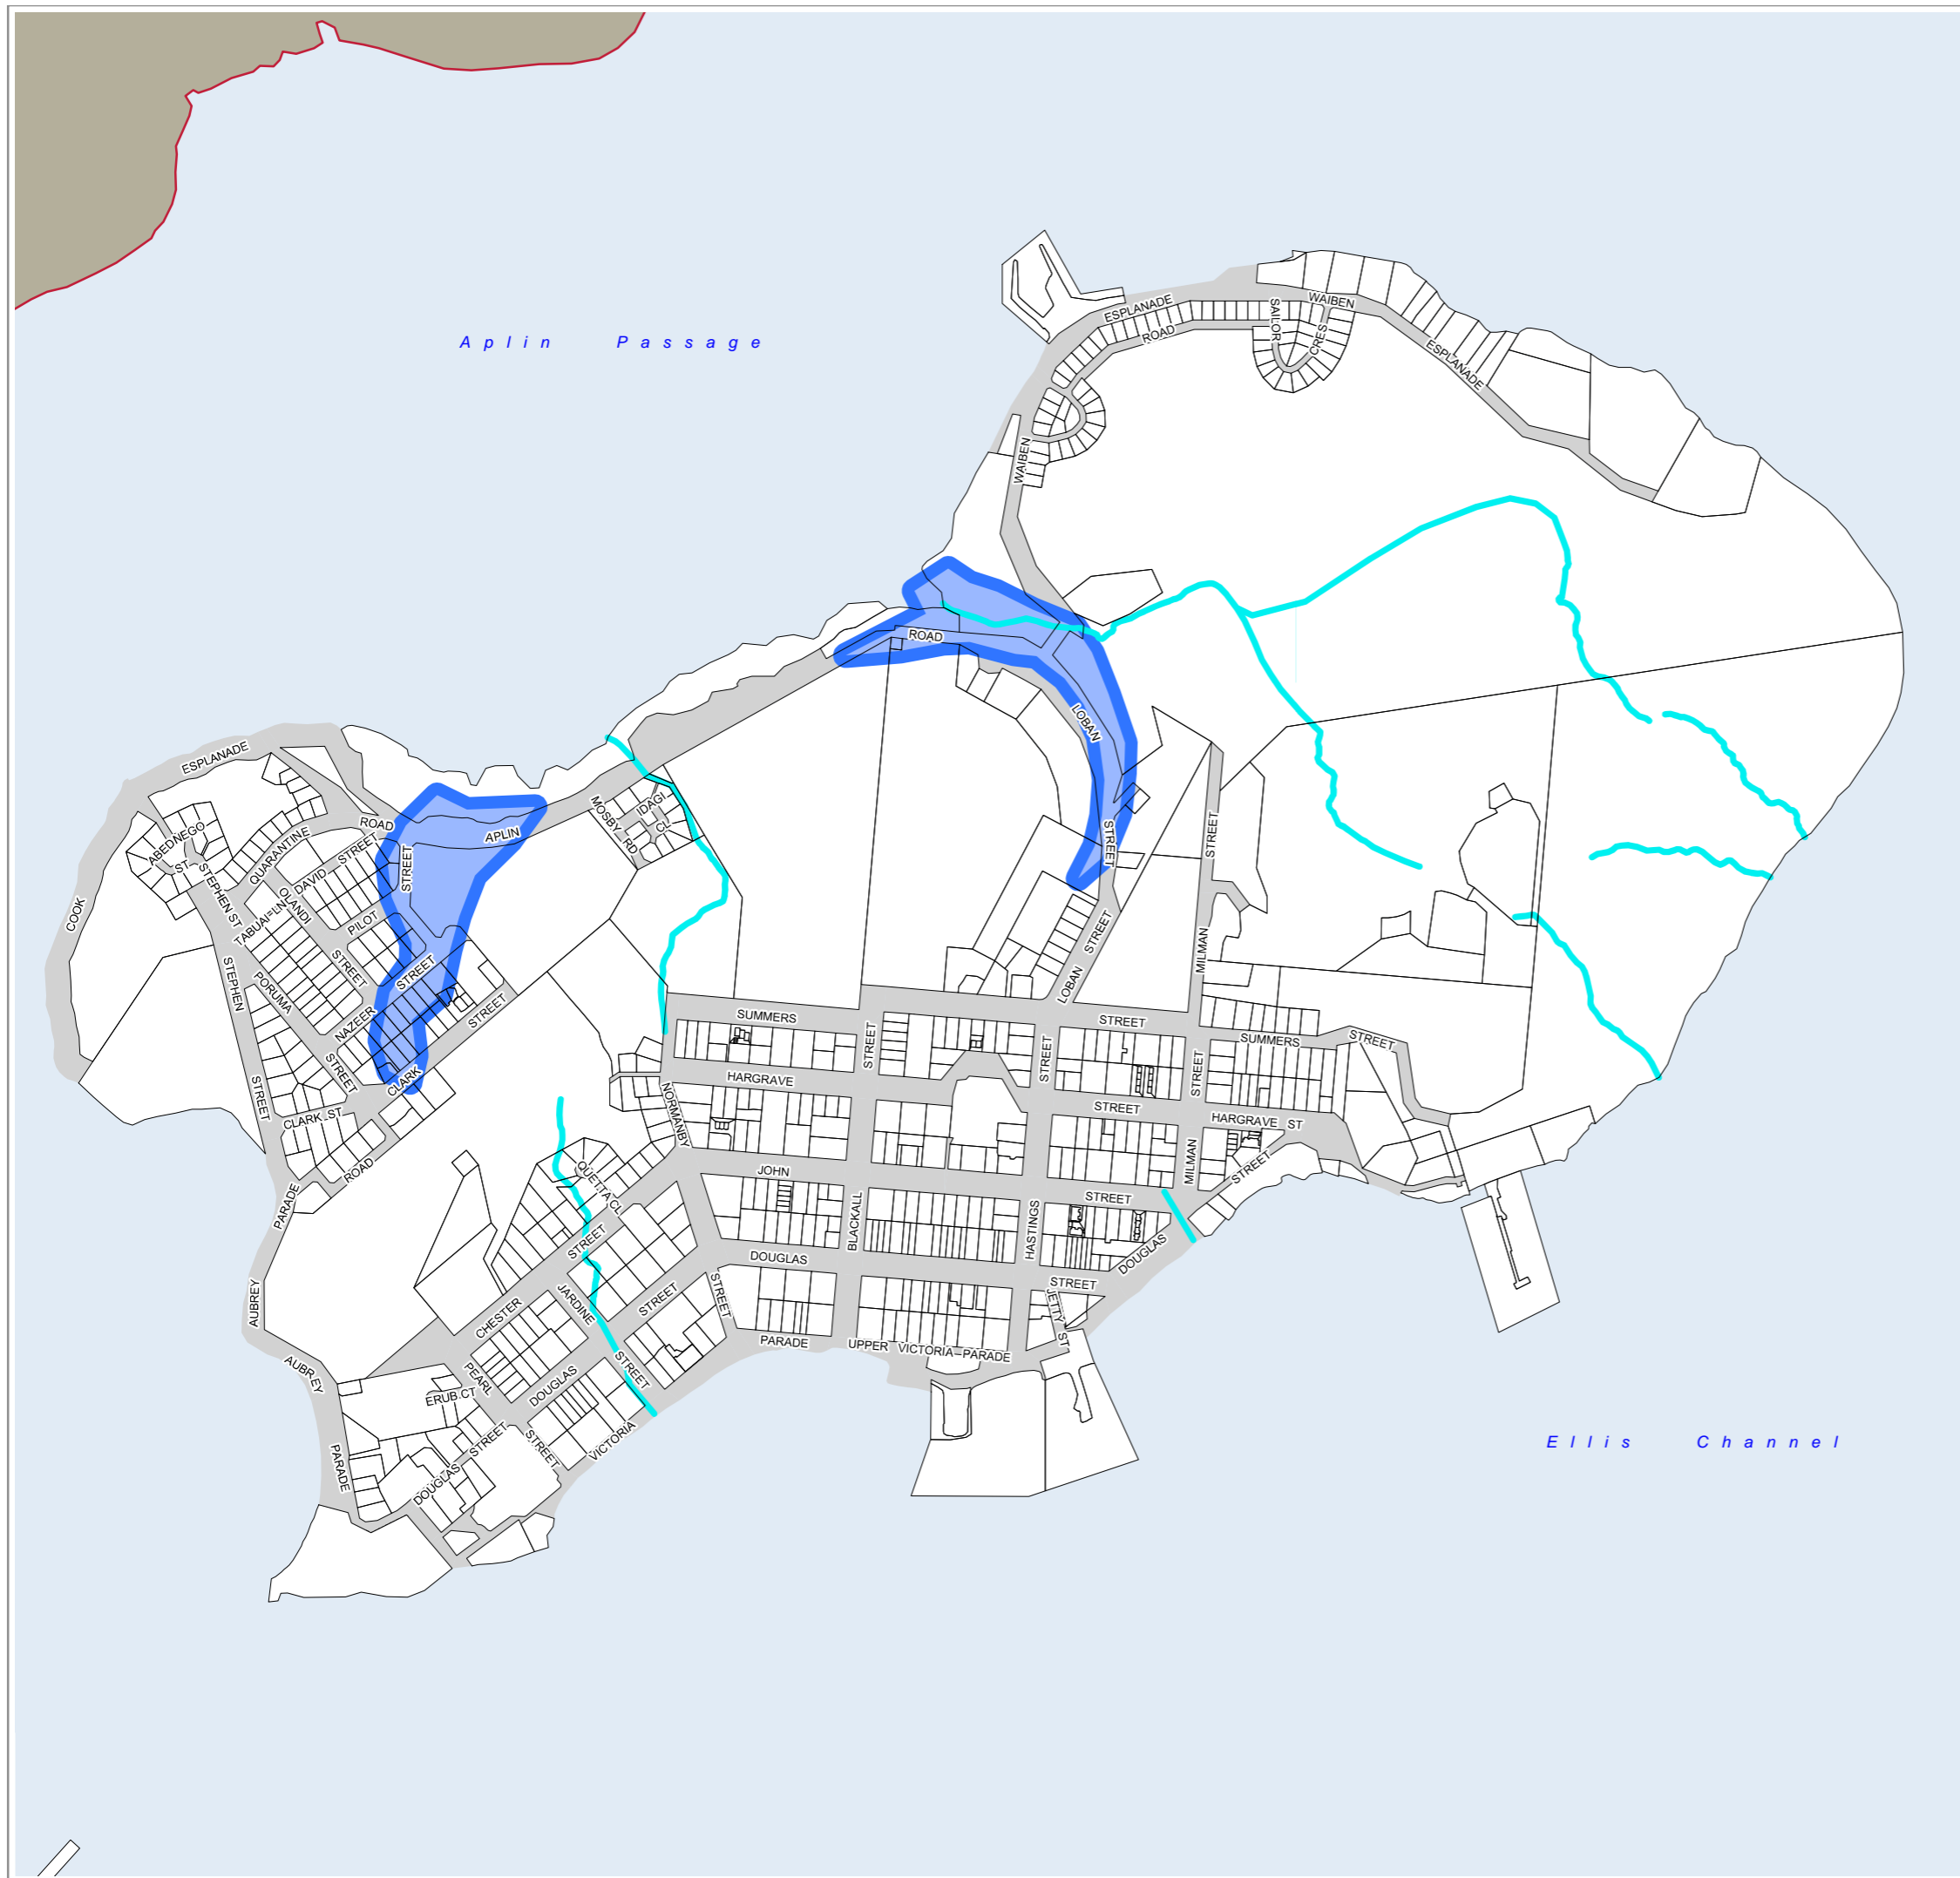 Aplin Passage
ESPLANADE
ROAD
WAIBEN
SAILOR
CRES
ESPLANADE
WAIBEN
ROAD
LOBAN
STREET
STREET
ESPLANADE
MOSBY
RD
IDAGI
CL
ROAD
APLIN
STREET
ABEDNEGO
ST
QUARANTINE
STREET
DAVID
STEPHEN ST
OLANDI
TABUAI LN
PILOT
STREET
COOK
STREET
STREET
LOBAN
MILMAN
STEPHEN
PORUMA
NAZEER
STREET
STREET
CLARK
STREET
CLARK ST
ROAD
SUMMERS
STREET
STREET
STREET
STREET
SUMMERS
STREET
HARGRAVE
STREET
HARGRAVE ST
NORMANBY
MILMAN
STREET
JOHN
STREET
QUETTA CL
STREET
PARADE
BLACKALL
HASTINGS
DOUGLAS
DOUGLAS
STREET
JETTY ST
AUBREY
CHESTER
JARDINE
STREET
STREET
STREET
PARADE
UPPER VICTORIA PARADE
AUBREY
PEARL
ERUB CT
DOUGLAS
STREET
STREET
VICTORIA
PARADE
DOUGLAS
Ellis Channel